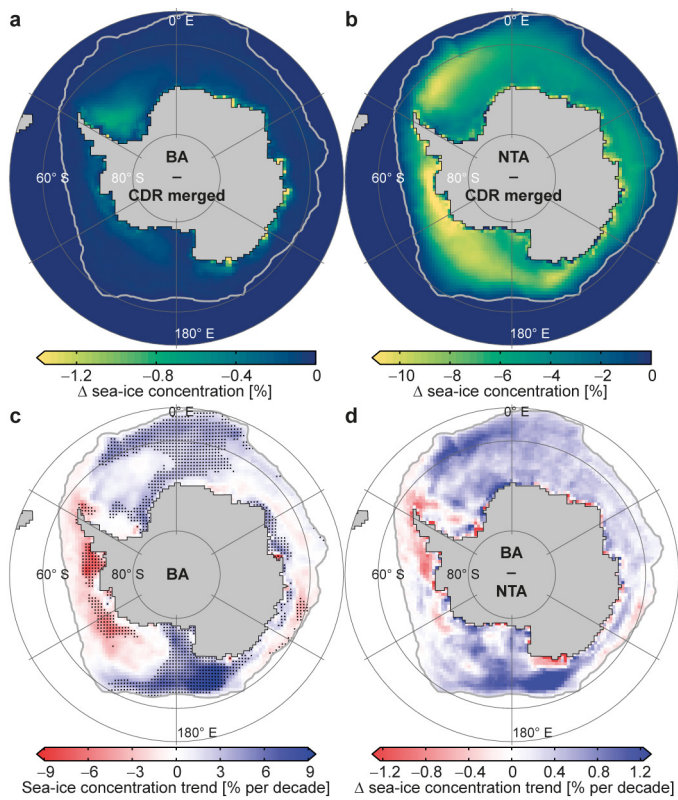 a
b
0° E
0° E
BA
–
CDR merged
NTA
–
CDR merged
60° S
80° S
60° S
80° S
180° E
180° E
−1.2 −0.8 −0.4 0
Δ sea-ice concentration [%]
−10 −8 −6 −4 −2 0
Δ sea-ice concentration [%]
c
d
0° E
0° E
BA
BA
–
NTA
60° S
80° S
60° S
80° S
180° E
180° E
−9 −6 −3 0 3 6 9
Sea-ice concentration trend [% per decade]
−1.2 −0.8 −0.4 0 0.4 0.8 1.2
Δ sea-ice concentration trend [% per decade]